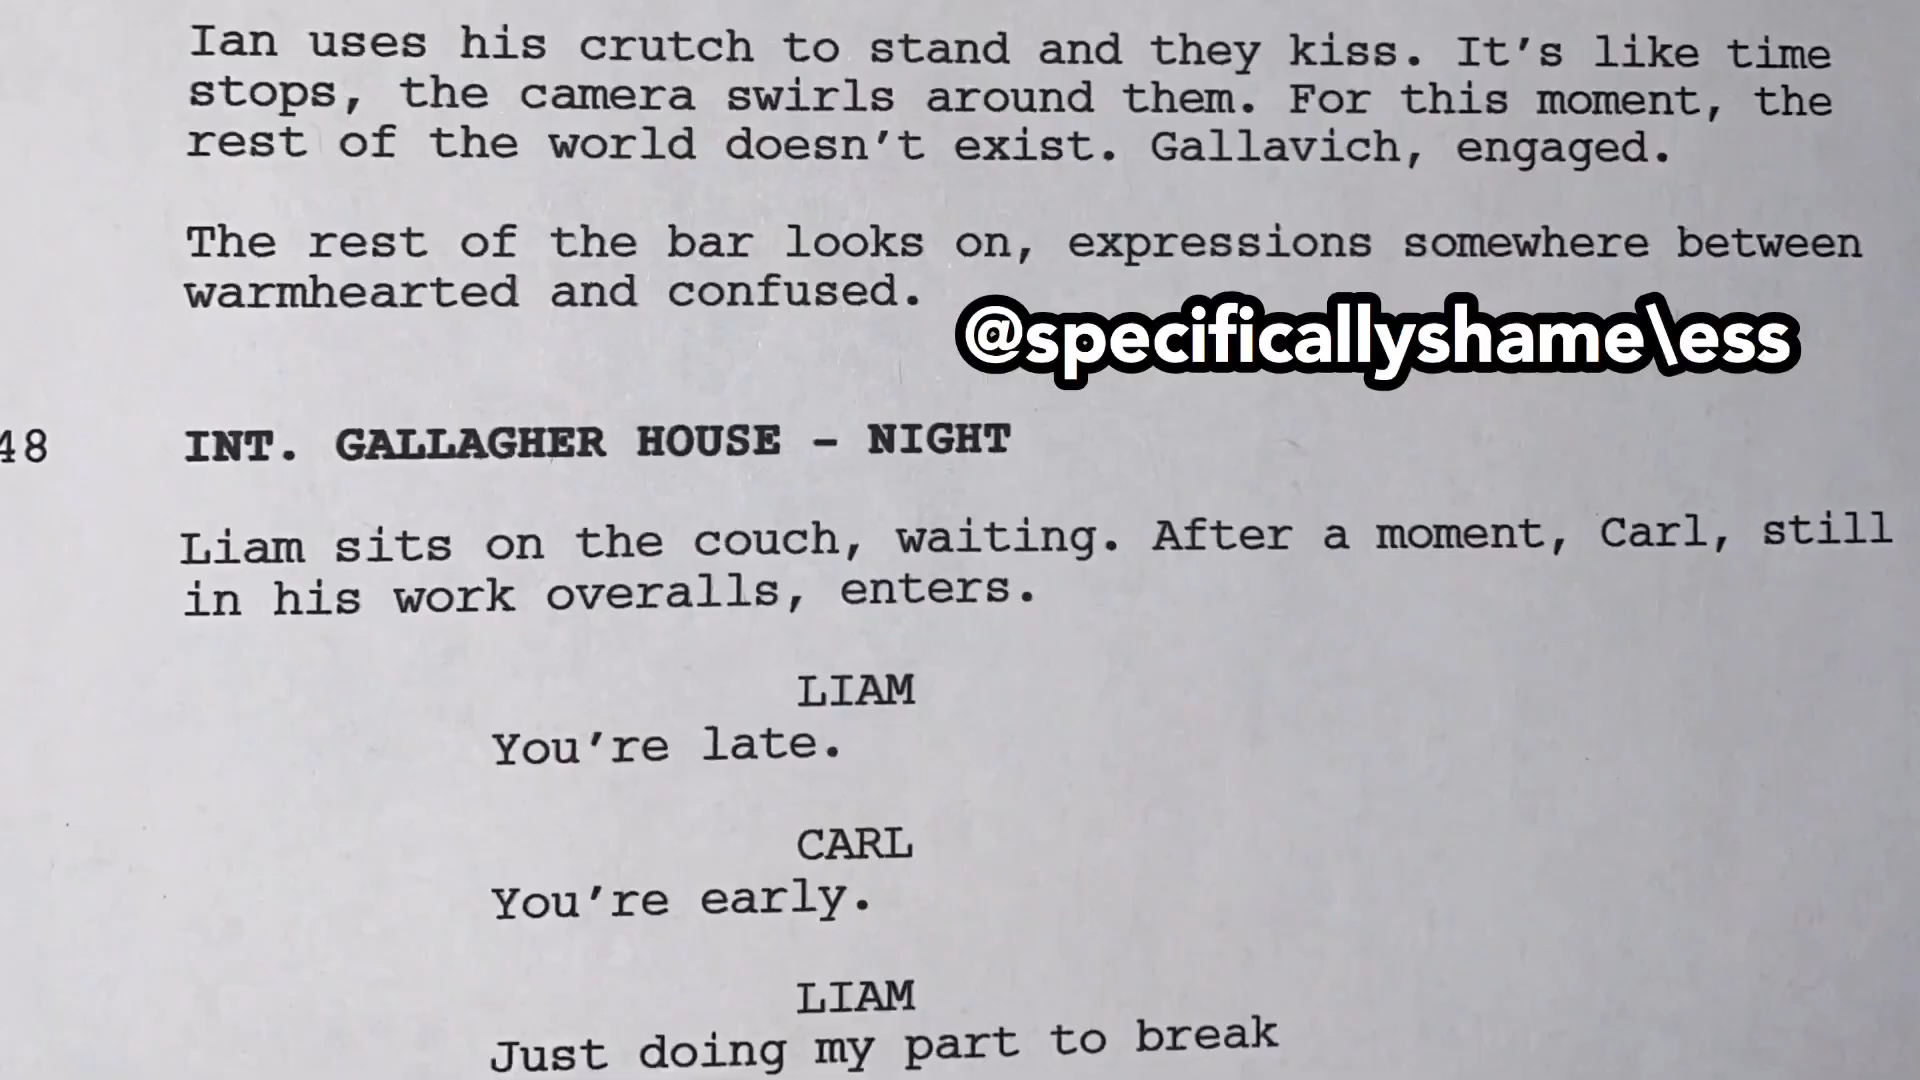 Ian uses his crutch to stand and they kiss. It's like time
stops, the camera swirls around them. For this moment, the
rest of the world doesn't exist. Gallavich, engaged.
The rest of the bar looks on, expressions somewhere between
warmhearted and confused.
@specificallyshame\ess
48 INT. GALLAGHER HOUSE - NIGHT
Liam sits on the couch, waiting. After a moment, Carl, still
in his work overalls, enters.
LIAM
You're late.
CARL
You're early.
LIAM
Just doing my part to break